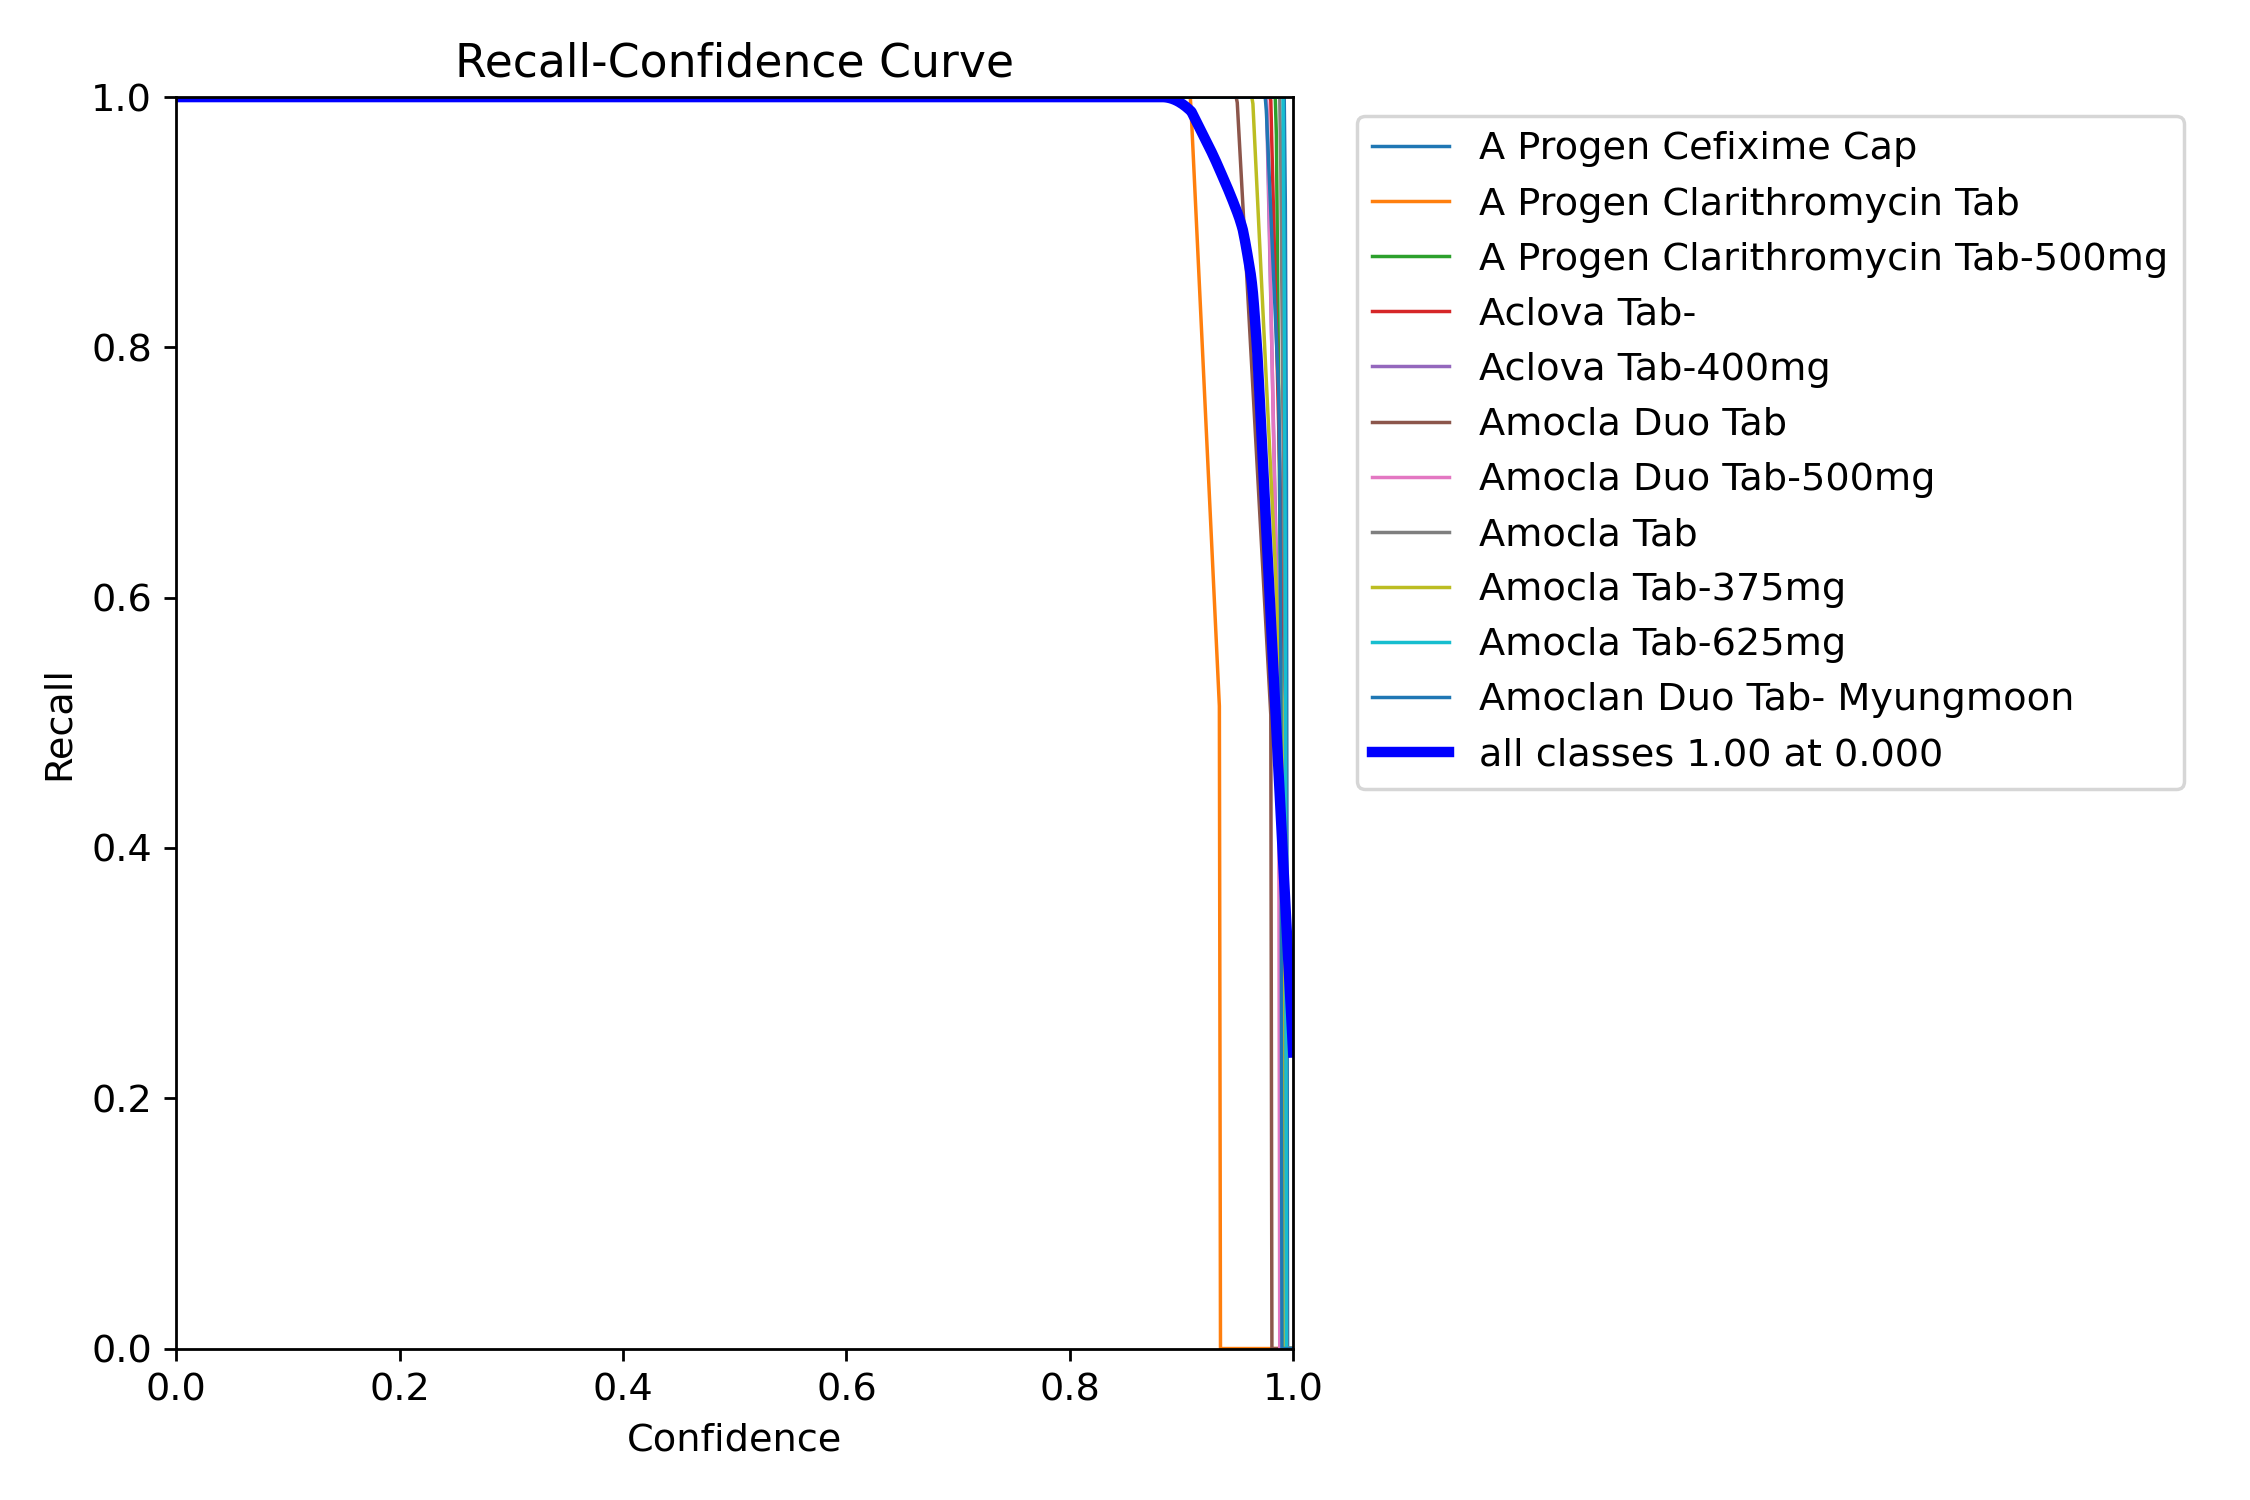 Recall-Confidence Curve
1.0
0.8
0.6
0.4
0.2
0.0
Recall
0.0 0.2 0.4 0.6 0.8 1.0
Confidence
A Progen Cefixime Cap
A Progen Clarithromycin Tab
A Progen Clarithromycin Tab-500mg
Aclova Tab-
Aclova Tab-400mg
Amocla Duo Tab
Amocla Duo Tab-500mg
Amocla Tab
Amocla Tab-375mg
Amocla Tab-625mg
Amoclan Duo Tab- Myungmoon
all classes 1.00 at 0.000